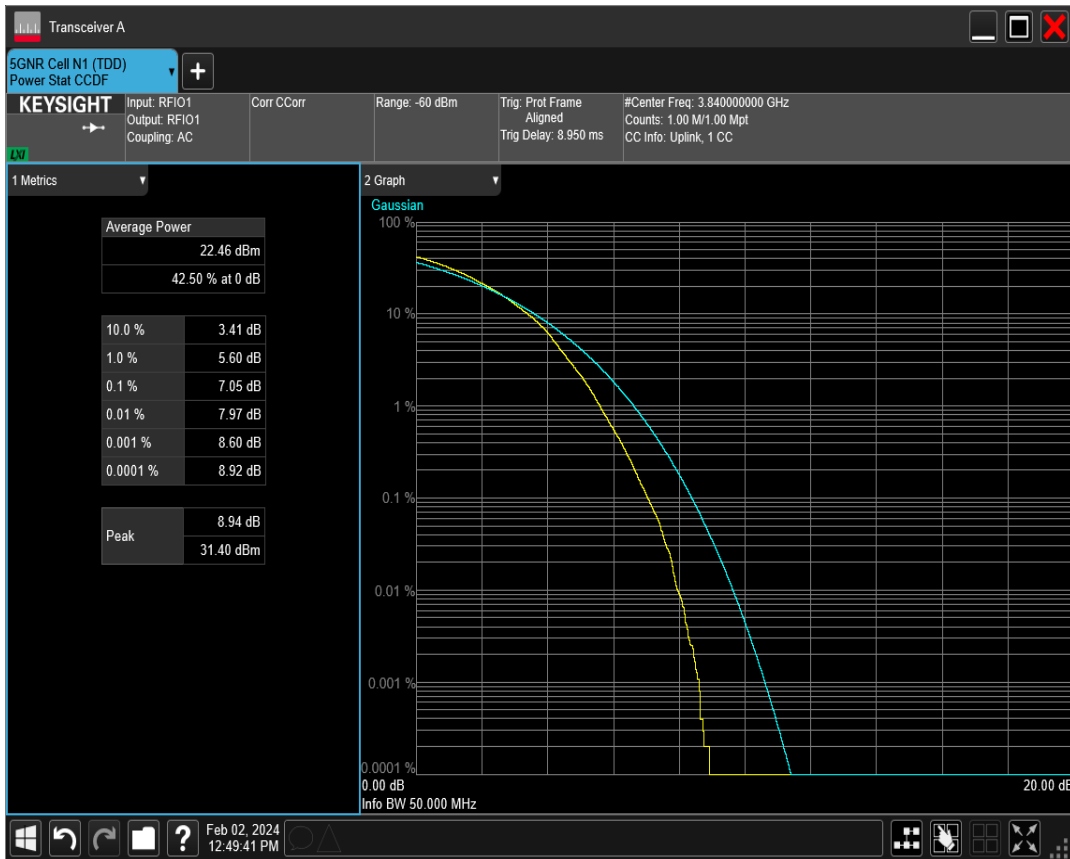 Transceiver A
5GNR Cell N1 (TDD)
Power Stat CCDF
KEYSIGHT
LXI
Input: RFIO1
Output: RFIO1
Coupling: AC
Corr CCorr
Range: -60 dBm
Trig: Prot Frame
Aligned
Trig Delay: 8.950 ms
#Center Freq: 3.840000000 GHz
Counts: 1.00 M/1.00 Mpt
CC Info: Uplink, 1 CC
1 Metrics
Average Power
22.46 dBm
42.50 % at 0 dB
10.0 % 3.41 dB
1.0 % 5.60 dB
0.1 % 7.05 dB
0.01 % 7.97 dB
0.001 % 8.60 dB
0.0001 % 8.92 dB
Peak
8.94 dB
31.40 dBm
2 Graph
Gaussian
100 %
10 %
1 %
0.1 %
0.01 %
0.001 %
0.0001 %
0.00 dB 20.00 dB
Info BW 50.000 MHz
? Feb 02, 2024
12:49:41 PM